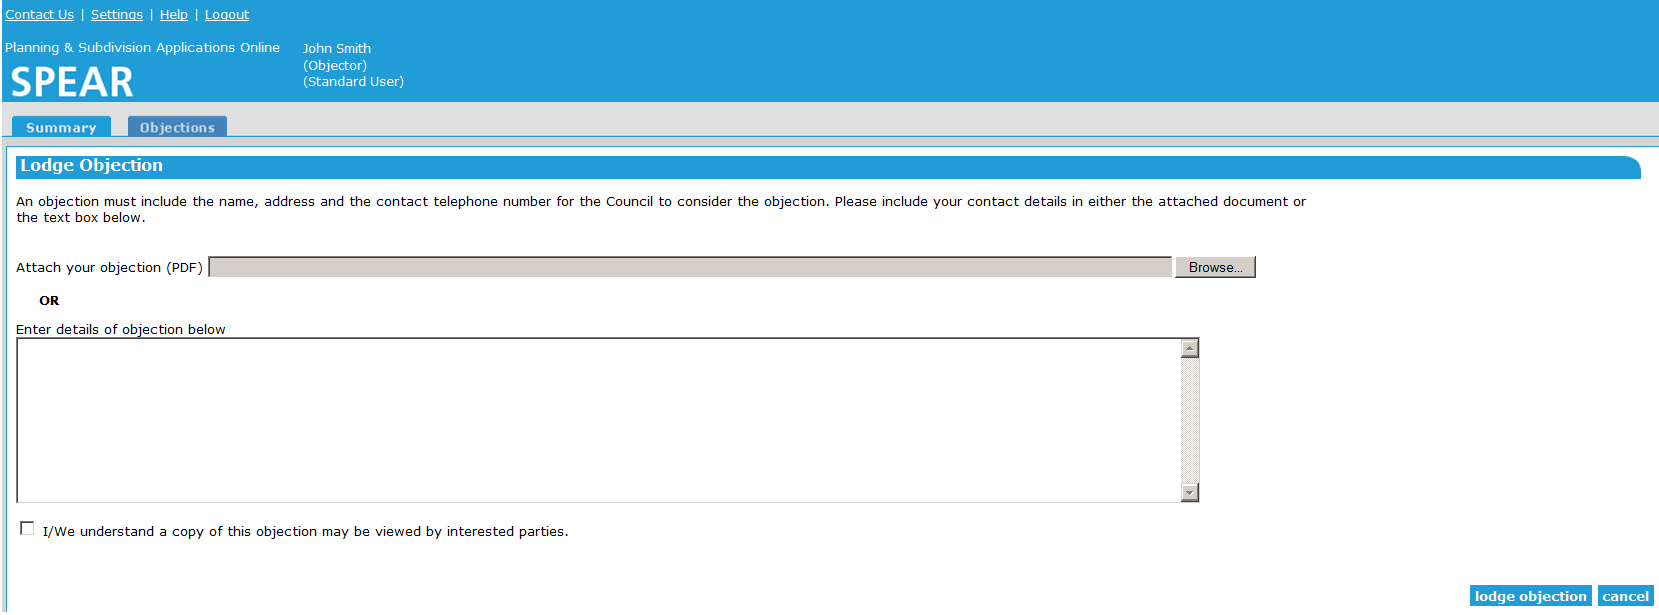 Contact Us | Settings | Help | Logout
Planning & Subdivision Applications Online
SPEAR
John Smith
(Objector)
(Standard User)
Summary
Objections
Lodge Objection
An objection must include the name, address and the contact telephone number for the Council to consider the objection. Please include your contact details in either the attached document or
the text box below.
Attach your objection (PDF)
Browse...
OR
Enter details of objection below
I/We understand a copy of this objection may be viewed by interested parties.
lodge objection
cancel